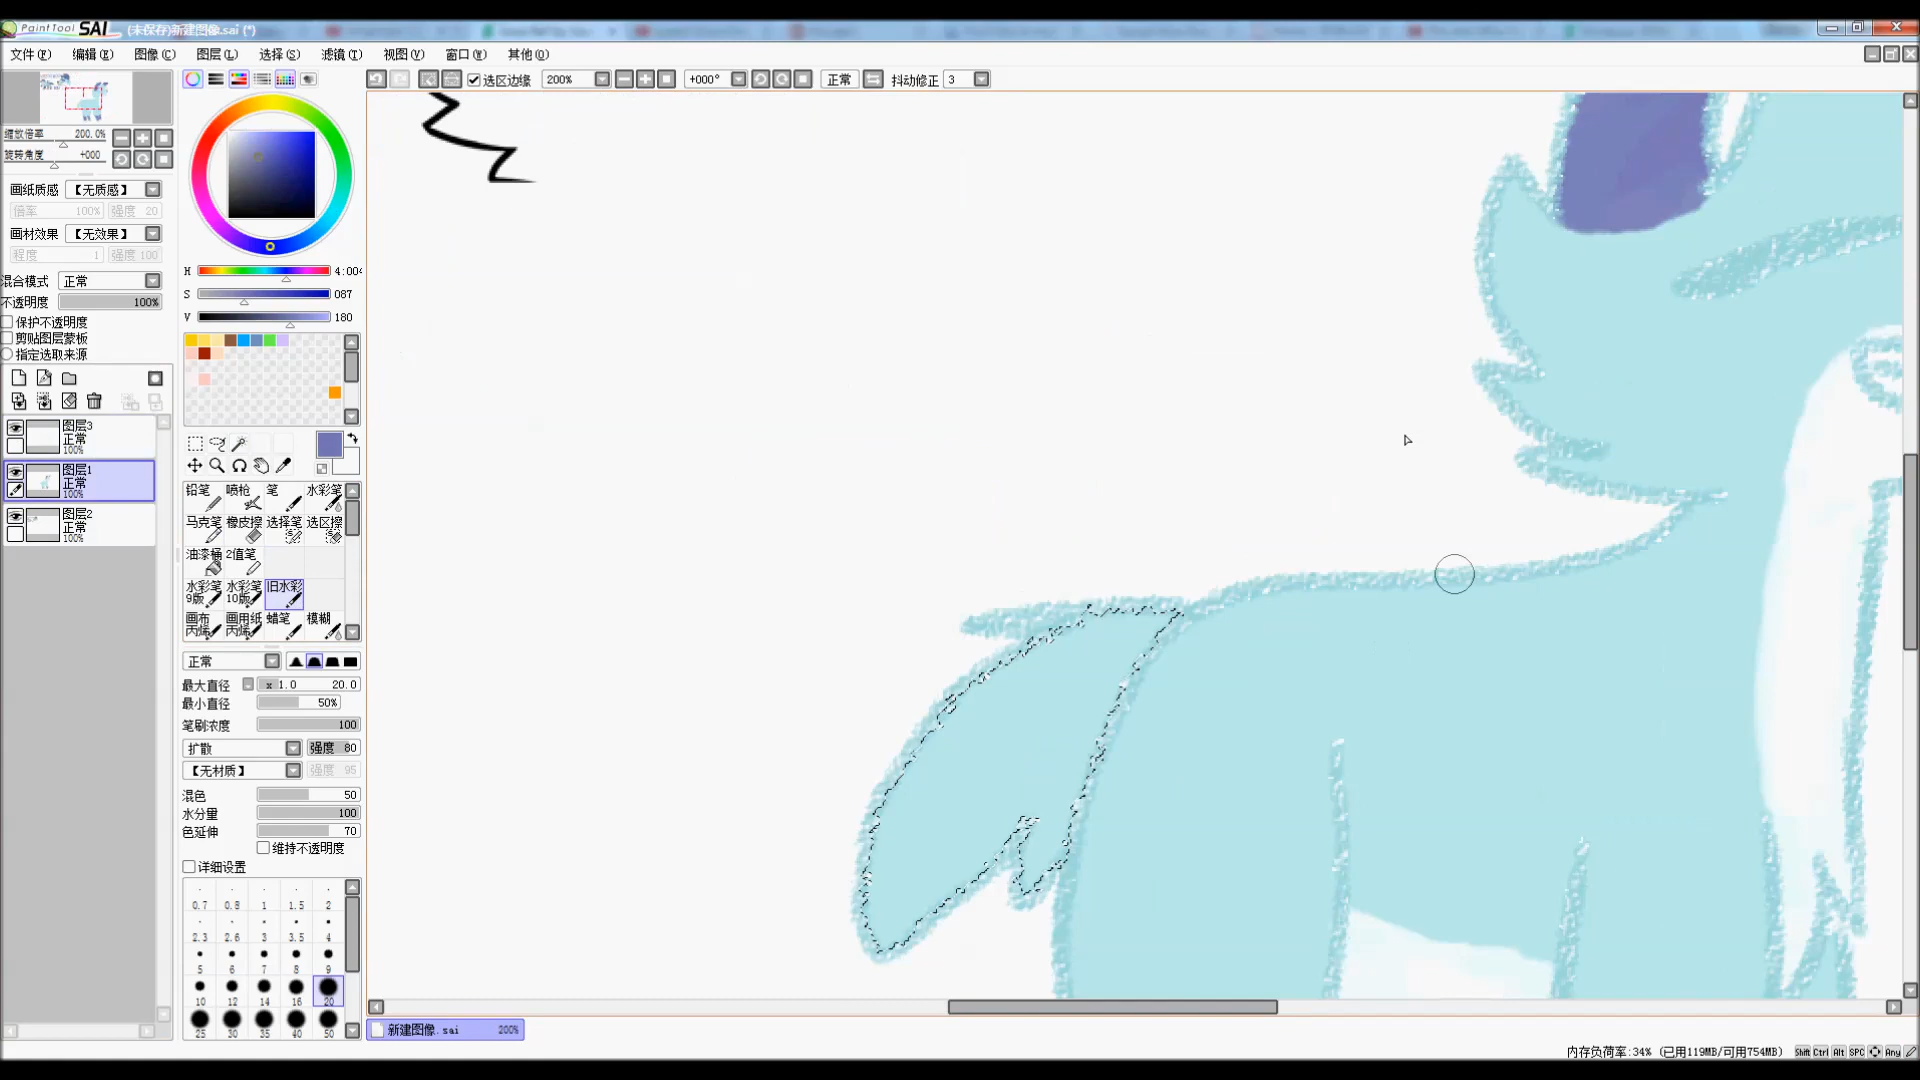 PaintTool SAI (未保存)新建图像.sai (*)
文件(F) 编辑(E) 图像(C) 图层(L) 选择(S) 滤镜(T) 视图(V) 窗口(W) 其他(O)
选区边缘 200% +000° 正常 抖动修正 3
缩放倍率 200.0%
旋转角度 +000
画纸质感 【无质感】
倍率 100% 强度 20
画材效果 【无效果】
程度 1 强度 100
混合模式 正常
不透明度 100%
保护不透明度
剪贴图层蒙板
指定选取来源
图层3
正常
100%
图层1
正常
100%
图层2
正常
100%
H 4:004
S 087
V 180
铅笔 喷枪 笔 水彩笔
马克笔 橡皮擦 选择笔 选区擦
油漆桶 2值笔
水彩笔 9版 水彩笔 10版 旧水彩
画布 丙烯 画用纸 丙烯 蜡笔 模糊
正常
最大直径 x 1.0 20.0
最小直径 50%
笔刷浓度 100
扩散 强度 80
【无材质】 强度 95
混色 50
水分量 100
色延伸 70
维持不透明度
详细设置
0.7 0.8 1 1.5 2
2.3 2.6 3 3.5 4
5 6 7 8 9
10 12 14 16 20
25 30 35 40 50
新建图像.sai 200%
内存负荷率:34% (已用119MB/可用754MB) Shift Ctrl Alt SPC Any